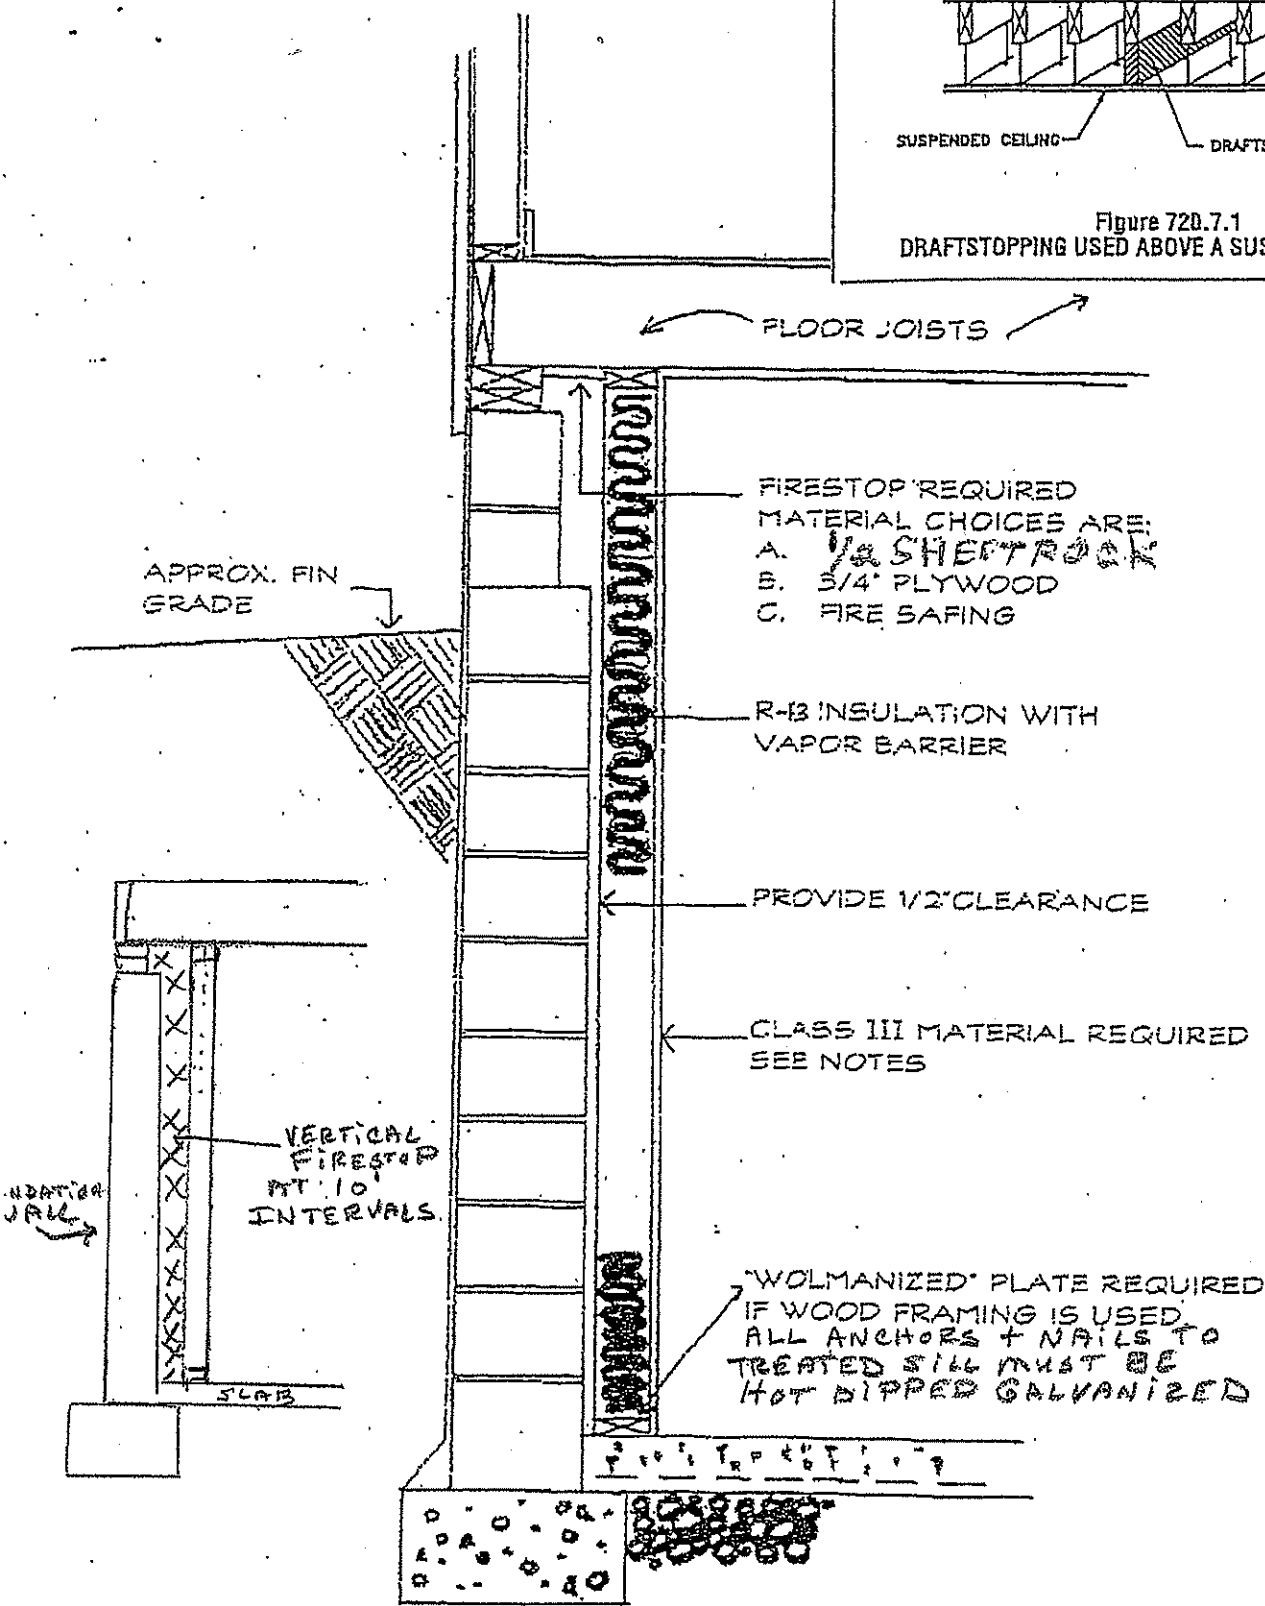 SUSPENDED CEILING
DRAFTS
Figure 720.7.1
DRAFTSTOPPING USED ABOVE A SUS
FLOOR JOISTS
FIRESTOP REQUIRED
MATERIAL CHOICES ARE:
A. 1/2 SHEETROCK
B. 3/4" PLYWOOD
C. FIRE SAFING
APPROX. FIN
GRADE
R-13 INSULATION WITH
VAPOR BARRIER
PROVIDE 1/2" CLEARANCE
CLASS III MATERIAL REQUIRED
SEE NOTES
VERTICAL
FIRESTOP
AT 10'
INTERVALS
NDATION
WALL
SLAB
"WOLMANIZED" PLATE REQUIRED
IF WOOD FRAMING IS USED.
ALL ANCHORS + NAILS TO
TREATED SILL MUST BE
HOT DIPPED GALVANIZED